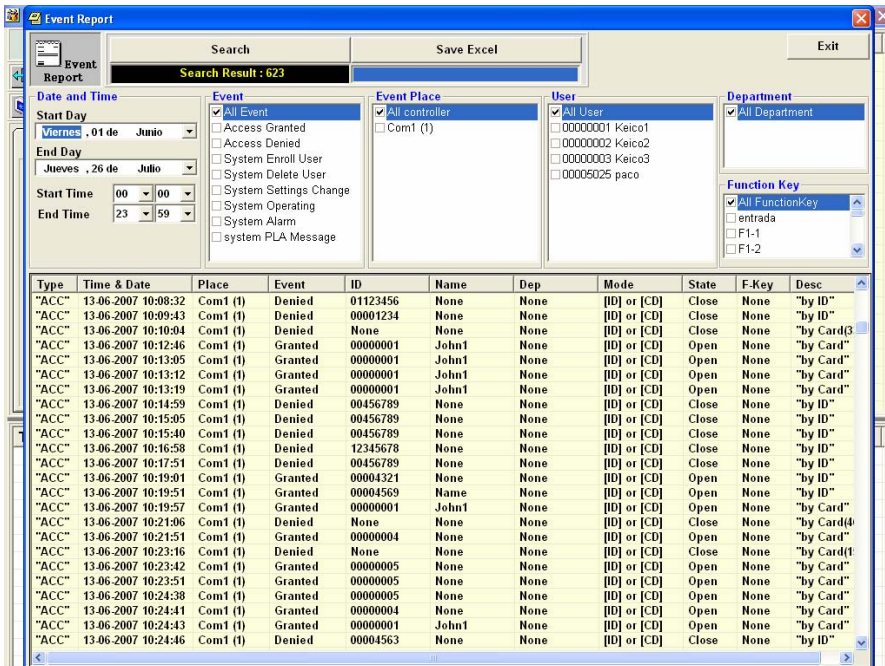 Event Report
Event Report
Search
Save Excel
Exit
Search Result : 623
Date and Time
Start Day
Viernes , 01 de Junio
End Day
Jueves , 26 de Julio
Start Time 00 00
End Time 23 59
Event
All Event
Access Granted
Access Denied
System Enroll User
System Delete User
System Settings Change
System Operating
System Alarm
system PLA Message
Event Place
All controller
Com1 (1)
User
All User
00000001 Keico1
00000002 Keico2
00000003 Keico3
00005025 paco
Department
All Department
Function Key
All FunctionKey
entrada
F1-1
F1-2
Type Time & Date Place Event ID Name Dep Mode State F-Key Desc
"ACC" 13-06-2007 10:08:32 Com1 (1) Denied 01123456 None None [ID] or [CD] Close None "by ID"
"ACC" 13-06-2007 10:09:43 Com1 (1) Denied 00001234 None None [ID] or [CD] Close None "by ID"
"ACC" 13-06-2007 10:10:04 Com1 (1) Denied None None None [ID] or [CD] Close None "by Card(3
"ACC" 13-06-2007 10:12:46 Com1 (1) Granted 00000001 John1 None [ID] or [CD] Open None "by Card"
"ACC" 13-06-2007 10:13:05 Com1 (1) Granted 00000001 John1 None [ID] or [CD] Open None "by Card"
"ACC" 13-06-2007 10:13:12 Com1 (1) Granted 00000001 John1 None [ID] or [CD] Open None "by Card"
"ACC" 13-06-2007 10:13:19 Com1 (1) Granted 00000001 John1 None [ID] or [CD] Open None "by Card"
"ACC" 13-06-2007 10:14:59 Com1 (1) Denied 00456789 None None [ID] or [CD] Close None "by ID"
"ACC" 13-06-2007 10:15:05 Com1 (1) Denied 00456789 None None [ID] or [CD] Close None "by ID"
"ACC" 13-06-2007 10:15:40 Com1 (1) Denied 00456789 None None [ID] or [CD] Close None "by ID"
"ACC" 13-06-2007 10:16:58 Com1 (1) Denied 12345678 None None [ID] or [CD] Close None "by ID"
"ACC" 13-06-2007 10:17:51 Com1 (1) Denied 00456789 None None [ID] or [CD] Close None "by ID"
"ACC" 13-06-2007 10:19:01 Com1 (1) Granted 00004321 None None [ID] or [CD] Open None "by ID"
"ACC" 13-06-2007 10:19:51 Com1 (1) Granted 00004569 Name None [ID] or [CD] Open None "by ID"
"ACC" 13-06-2007 10:19:57 Com1 (1) Granted 00000001 John1 None [ID] or [CD] Open None "by Card"
"ACC" 13-06-2007 10:21:06 Com1 (1) Denied None None None [ID] or [CD] Close None "by Card(4
"ACC" 13-06-2007 10:21:51 Com1 (1) Granted 00000004 None None [ID] or [CD] Open None "by Card"
"ACC" 13-06-2007 10:23:16 Com1 (1) Denied None None None [ID] or [CD] Close None "by Card(1
"ACC" 13-06-2007 10:23:42 Com1 (1) Granted 00000005 None None [ID] or [CD] Open None "by Card"
"ACC" 13-06-2007 10:23:51 Com1 (1) Granted 00000005 None None [ID] or [CD] Open None "by Card"
"ACC" 13-06-2007 10:24:38 Com1 (1) Granted 00000005 None None [ID] or [CD] Open None "by Card"
"ACC" 13-06-2007 10:24:41 Com1 (1) Granted 00000004 None None [ID] or [CD] Open None "by Card"
"ACC" 13-06-2007 10:24:43 Com1 (1) Granted 00000001 John1 None [ID] or [CD] Open None "by Card"
"ACC" 13-06-2007 10:24:46 Com1 (1) Denied 00004563 None None [ID] or [CD] Close None "by ID"